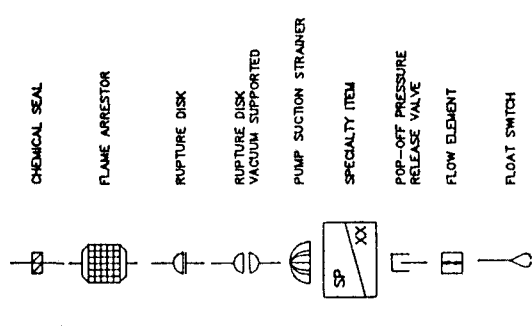 CHEMICAL SEAL
FLAME ARRESTOR
RUPTURE DISK
RUPTURE DISK
VACUUM SUPPORTED
PUMP SUCTION STRAINER
SPECIALTY ITEM
POP-OFF PRESSURE
RELEASE VALVE
FLOW ELEMENT
FLOAT SWITCH
SP
XX